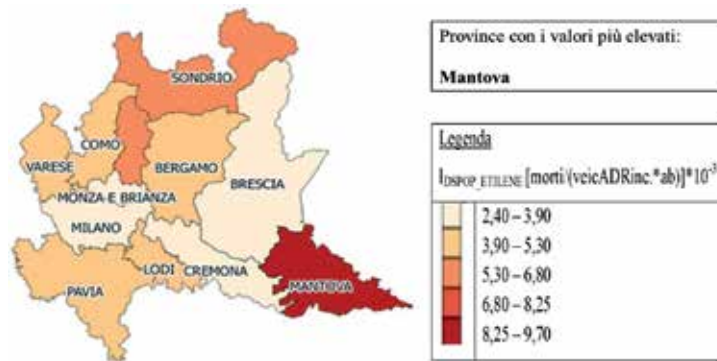 SONDRIO
COMO
VARESE
BERGAMO
BRESCIA
MONZA E BRIANZA
MILANO
LODI
CREMONA
PAVIA
MANTOVA
Province con i valori più elevati:
Mantova
Legenda
I_DSPOP_ETILENE [morti/(veicADRinc.*ab)]*10^-3
2,40 – 3,90
3,90 – 5,30
5,30 – 6,80
6,80 – 8,25
8,25 – 9,70